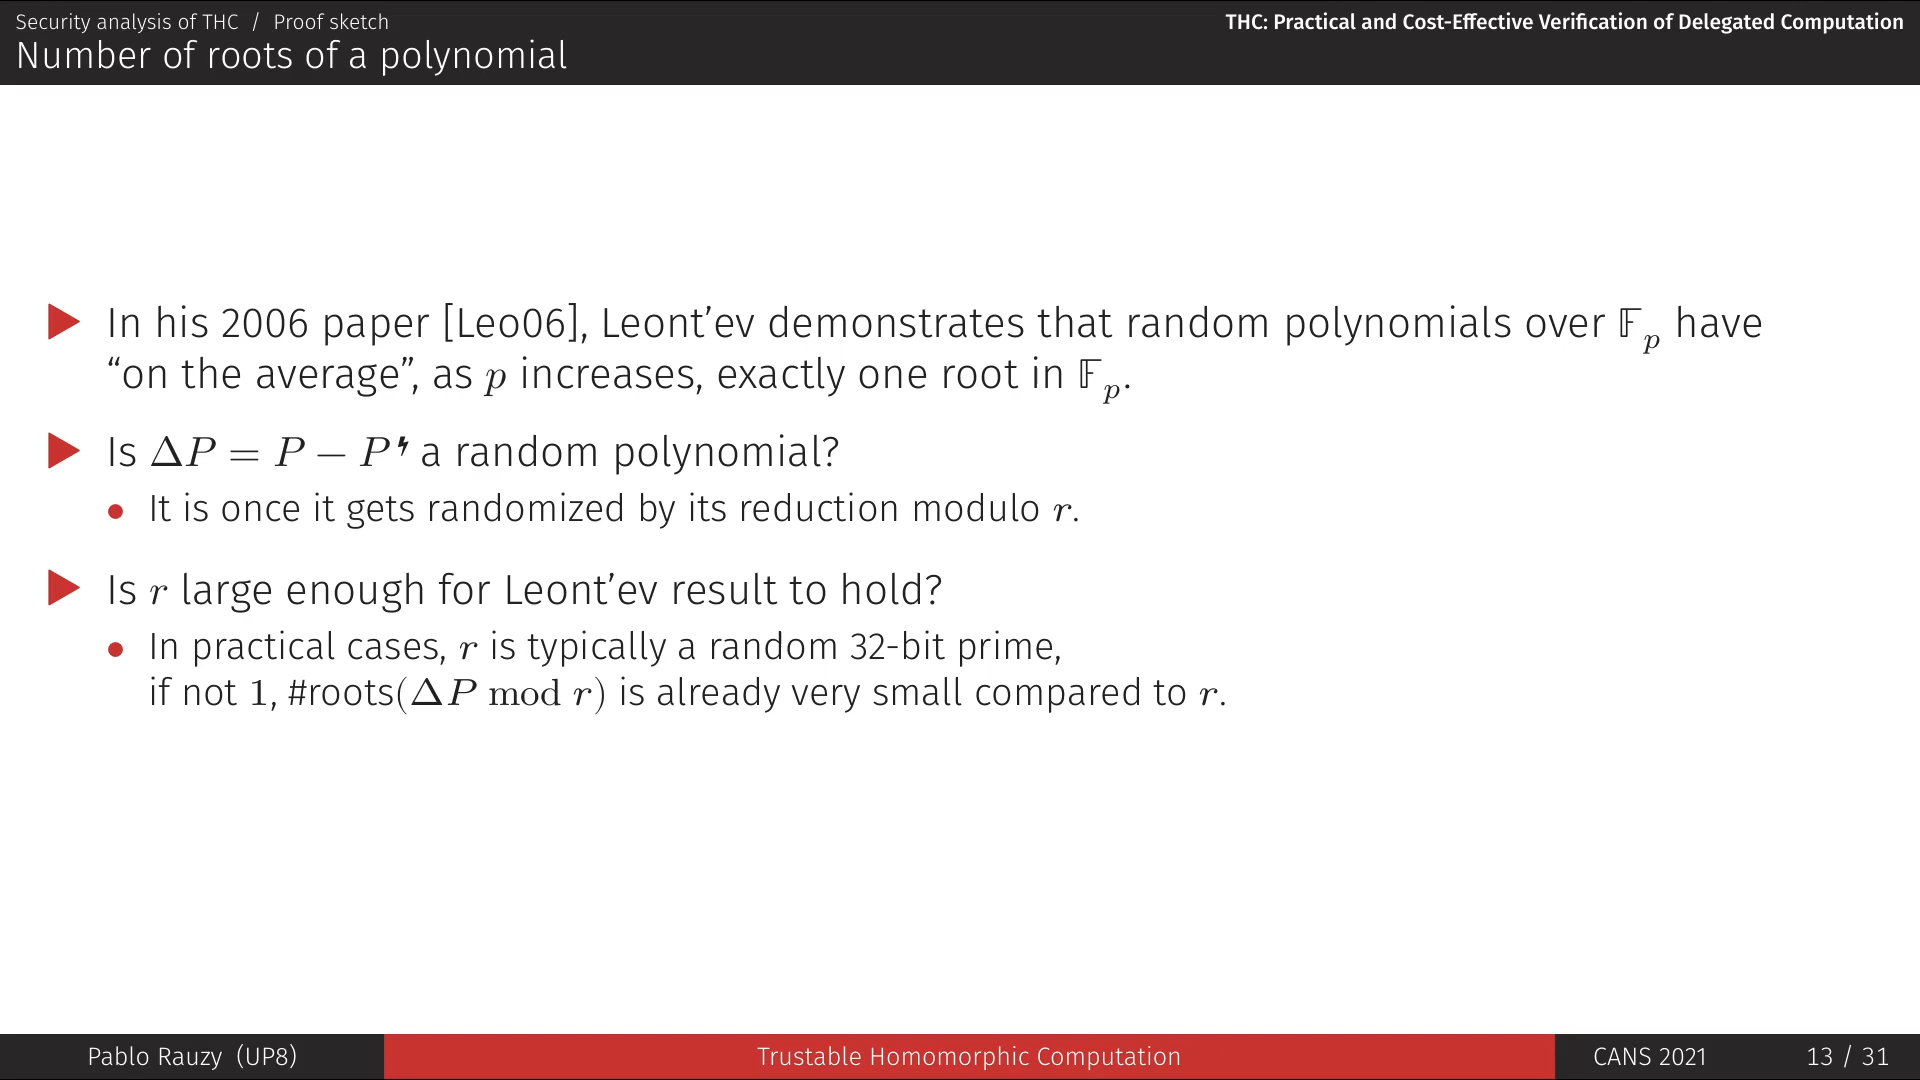 Security analysis of THC / Proof sketch
THC: Practical and Cost-Effective Verification of Delegated Computation
Number of roots of a polynomial
In his 2006 paper [Leo06], Leont’ev demonstrates that random polynomials over 𝔽_p have
“on the average”, as p increases, exactly one root in 𝔽_p.
Is ΔP = P − P^↯ a random polynomial?
It is once it gets randomized by its reduction modulo r.
Is r large enough for Leont’ev result to hold?
In practical cases, r is typically a random 32-bit prime,
if not 1, #roots(ΔP mod r) is already very small compared to r.
Pablo Rauzy (UP8)
Trustable Homomorphic Computation
CANS 2021
13 / 31